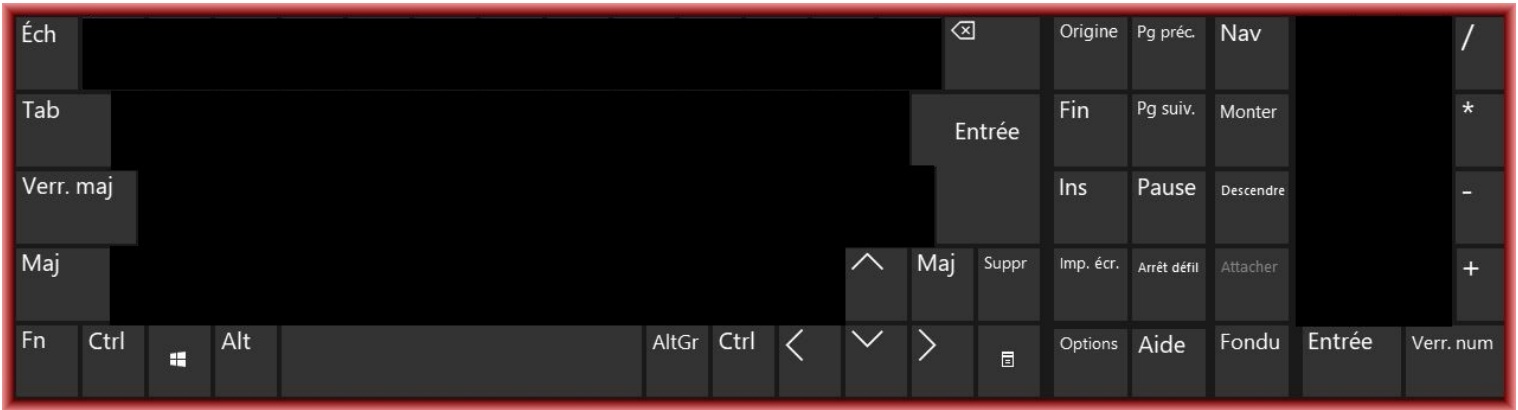 Éch Origine Pg préc. Nav /
Tab Entrée Fin Pg suiv. Monter *
Verr. maj Ins Pause Descendre -
Maj Maj Suppr Imp. écr. Arrêt défil Attacher +
Fn Ctrl Alt AltGr Ctrl Options Aide Fondu Entrée Verr. num